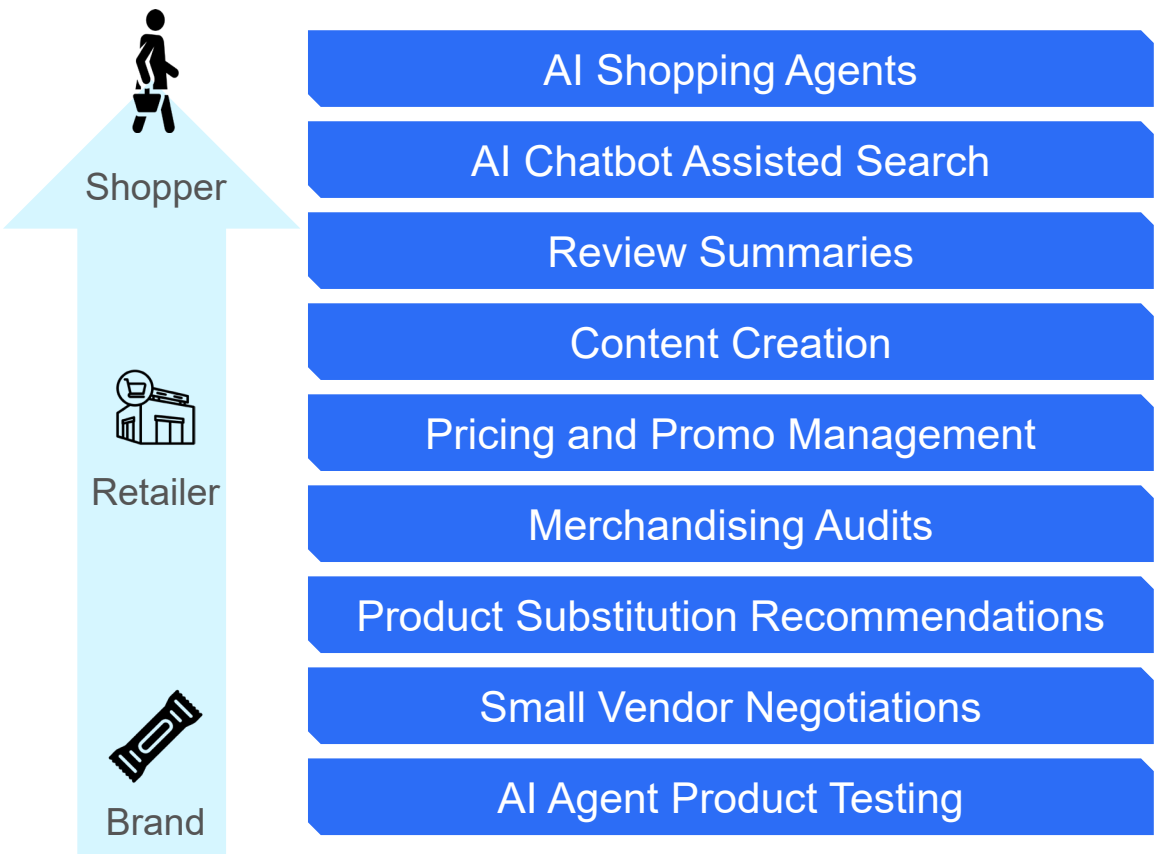 AI Shopping Agents
AI Chatbot Assisted Search
Shopper
Review Summaries
Content Creation
Pricing and Promo Management
Retailer
Merchandising Audits
Product Substitution Recommendations
Small Vendor Negotiations
AI Agent Product Testing
Brand